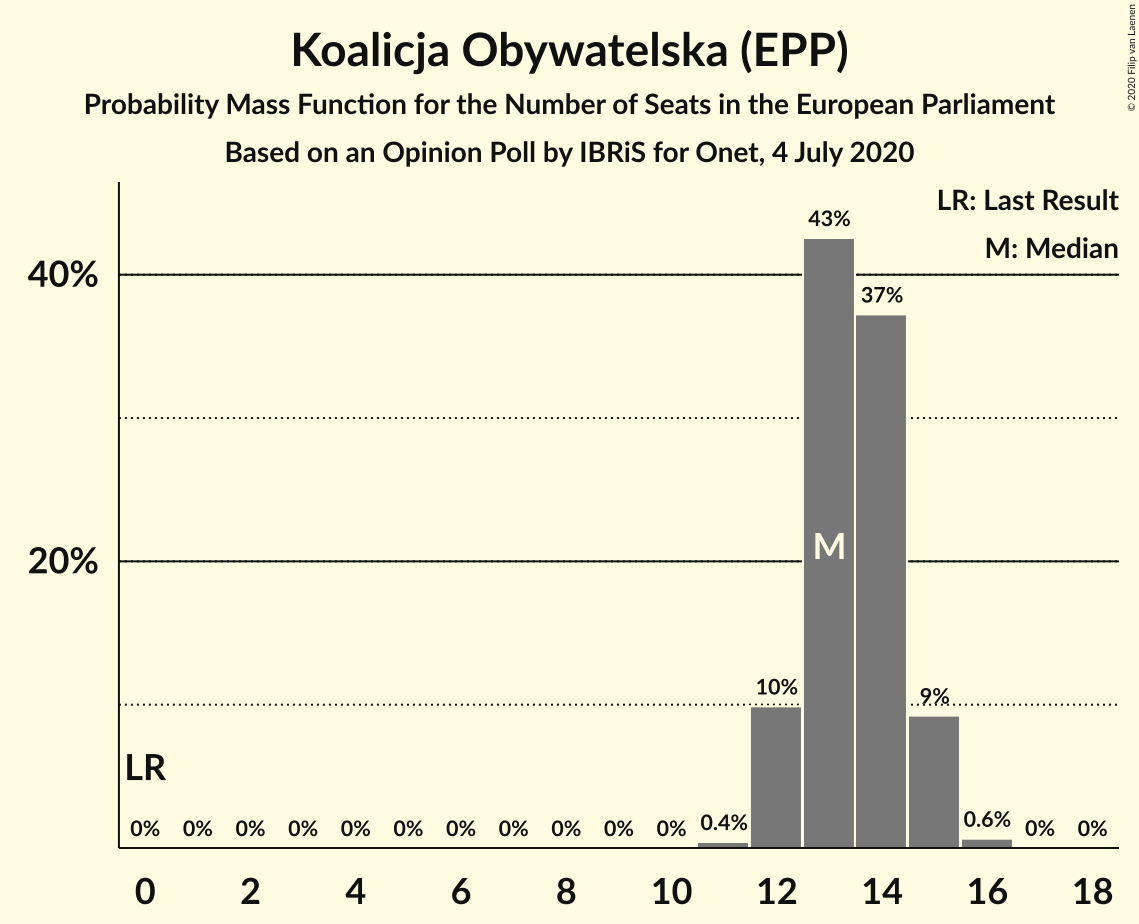 Koalicja Obywatelska (EPP)
Probability Mass Function for the Number of Seats in the European Parliament
Based on an Opinion Poll by IBRiS for Onet, 4 July 2020
© 2020 Filip van Laenen
LR: Last Result
M: Median
43%
40%
37%
20%
M
10%
9%
LR
0% 0% 0% 0% 0% 0% 0% 0% 0% 0% 0% 0.4% 0.6% 0% 0%
0 2 4 6 8 10 12 14 16 18